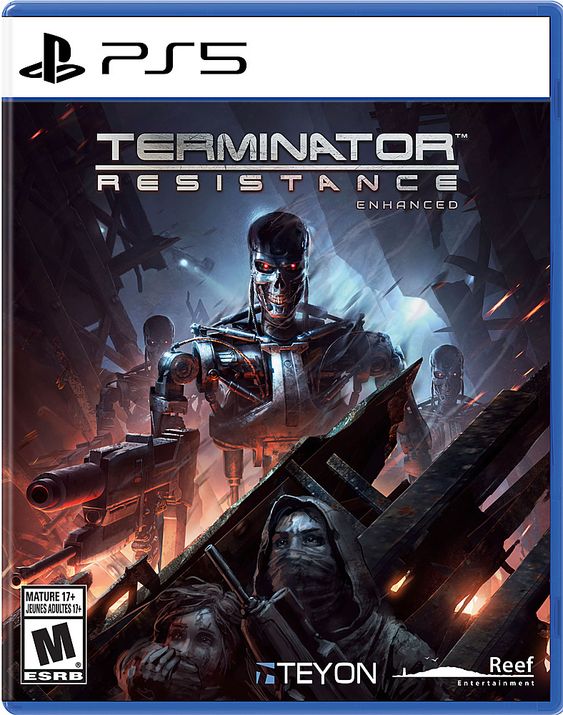 PS5
TERMINATOR™
RESISTANCE
ENHANCED
MATURE 17+
JEUNES ADULTES 17+
M®
ESRB
TEYON
Reef
Entertainment